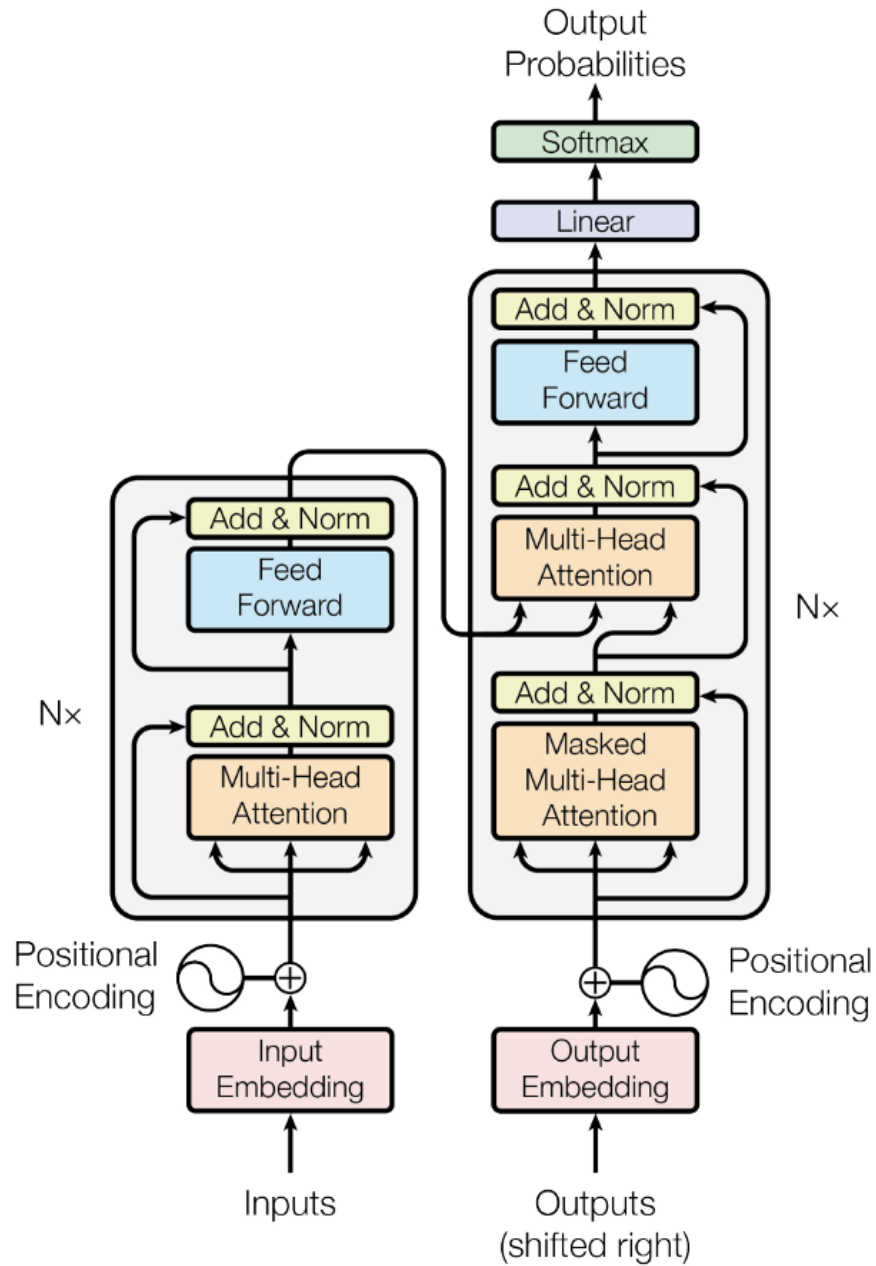 Output
Probabilities
Softmax
Linear
Add & Norm
Feed
Forward
Add & Norm
Multi-Head
Attention
Add & Norm
Masked
Multi-Head
Attention
Nx
Add & Norm
Feed
Forward
Add & Norm
Multi-Head
Attention
Nx
Positional
Encoding
Positional
Encoding
Input
Embedding
Output
Embedding
Inputs
Outputs
(shifted right)